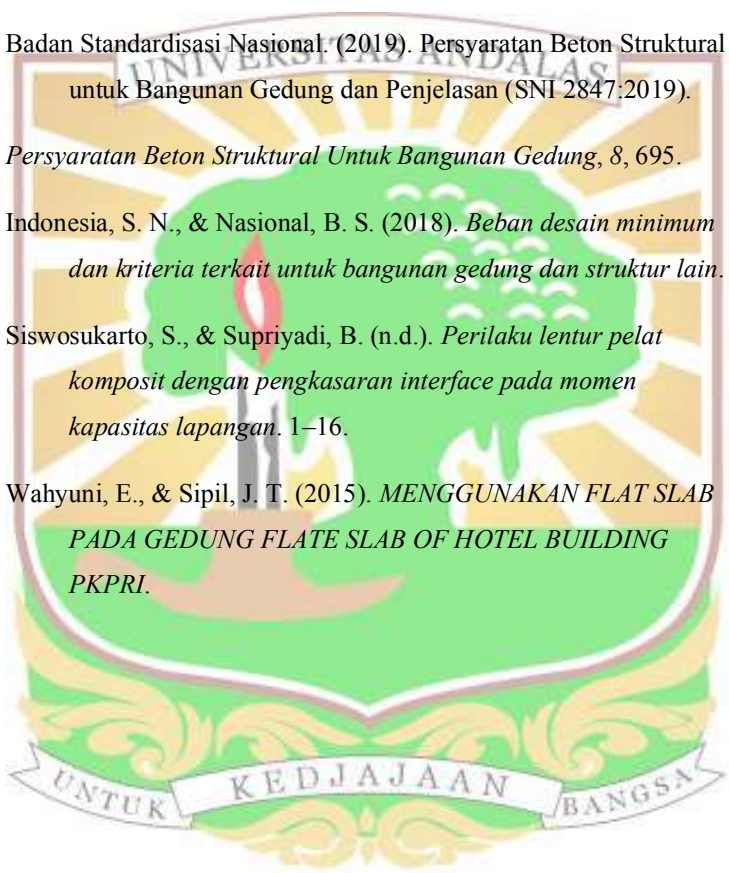 UNIVERSITAS ANDALAS
Badan Standardisasi Nasional. (2019). Persyaratan Beton Struktural
untuk Bangunan Gedung dan Penjelasan (SNI 2847:2019).
Persyaratan Beton Struktural Untuk Bangunan Gedung, 8, 695.
Indonesia, S. N., & Nasional, B. S. (2018). Beban desain minimum
dan kriteria terkait untuk bangunan gedung dan struktur lain.
Siswosukarto, S., & Supriyadi, B. (n.d.). Perilaku lentur pelat
komposit dengan pengkasaran interface pada momen
kapasitas lapangan. 1–16.
Wahyuni, E., & Sipil, J. T. (2015). MENGGUNAKAN FLAT SLAB
PADA GEDUNG FLATE SLAB OF HOTEL BUILDING
PKPRI.
UNTUK KEDJAJAAN BANGSA